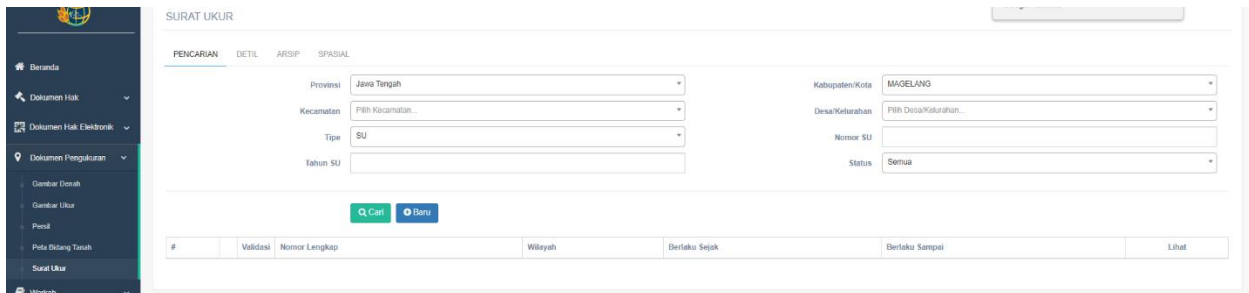 SURAT UKUR
PENCARIAN DETIL ARSIP SPASIAL
Beranda
Dokumen Hak
Dokumen Hak Elektronik
Dokumen Pengukuran
Gambar Denah
Gambar Ukur
Persil
Peta Bidang Tanah
Surat Ukur
Warkah
Provinsi Jawa Tengah Kabupaten/Kota MAGELANG
Kecamatan Pilih Kecamatan... Desa/Kelurahan Pilih Desa/Kelurahan...
Tipe SU Nomor SU
Tahun SU Status Semua
Cari Baru
# Validasi Nomor Lengkap Wilayah Berlaku Sejak Berlaku Sampai Lihat